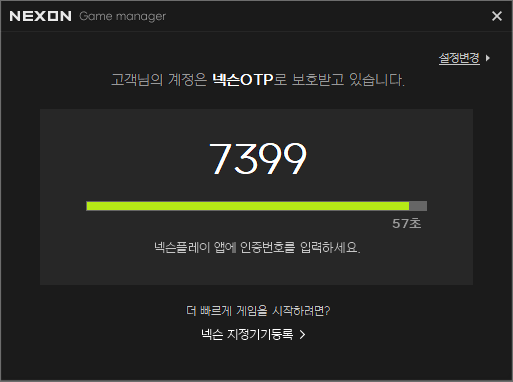 NEXON Game manager
설정변경
고객님의 계정은 넥슨OTP로 보호받고 있습니다.
7399
57초
넥슨플레이 앱에 인증번호를 입력하세요.
더 빠르게 게임을 시작하려면?
넥슨 지정기기등록 >